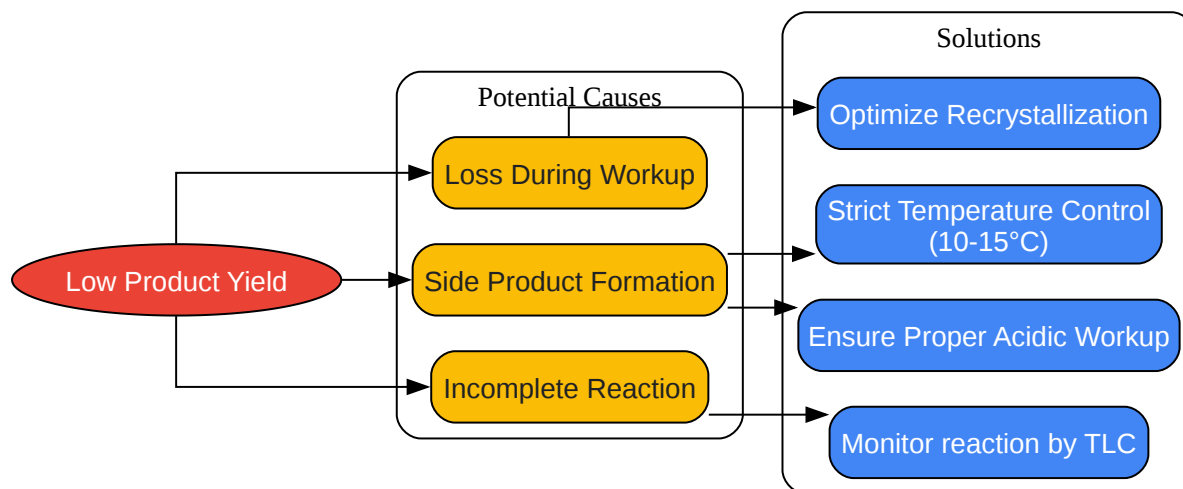 Low Product Yield
Potential Causes
Loss During Workup
Side Product Formation
Incomplete Reaction
Solutions
Optimize Recrystallization
Strict Temperature Control
(10-15°C)
Ensure Proper Acidic Workup
Monitor reaction by TLC